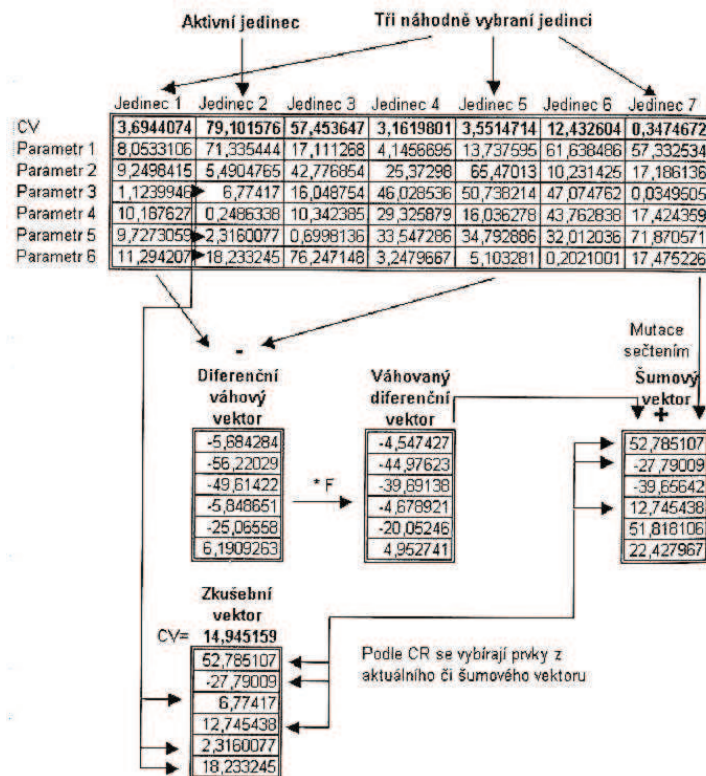 Aktivní jedinec Tři náhodně vybraní jedinci
Jedinec 1 Jedinec 2 Jedinec 3 Jedinec 4 Jedinec 5 Jedinec 6 Jedinec 7
CV 3,6944074 79,101576 57,453647 3,1619801 3,5514714 12,432604 0,3474672
Parametr 1 8,0533106 71,335444 17,111268 4,1456695 13,737595 61,638486 57,332534
Parametr 2 9,2498415 5,4904765 42,776854 25,37298 65,47013 10,231425 17,186136
Parametr 3 1,1239946 6,77417 16,048754 46,028536 50,738214 47,074762 0,0349505
Parametr 4 10,187627 0,2486338 10,342385 29,325879 16,036278 43,762838 17,424359
Parametr 5 9,7273059 2,3160077 0,6998136 33,547286 34,792886 32,012036 71,870571
Parametr 6 11,294207 18,233245 76,247148 3,2479667 5,103281 0,2021001 17,475226
-
Diferenční
váhový
vektor
-5,684284
-56,22029
-49,61422
-5,848651
-25,06558
6,1909263
* F
Váhovaný
diferenční
vektor
-4,547427
-44,97623
-39,69138
-4,678921
-20,05246
4,952741
Mutace
sečtením
Šumový
vektor
+
52,785107
-27,79009
-39,65642
12,745438
51,818106
22,427967
Zkušební
vektor
CV= 14,945159
52,785107
-27,79009
6,77417
12,745438
2,3160077
18,233245
Podle CR se vybírají prvky z
aktuálního či šumového vektoru